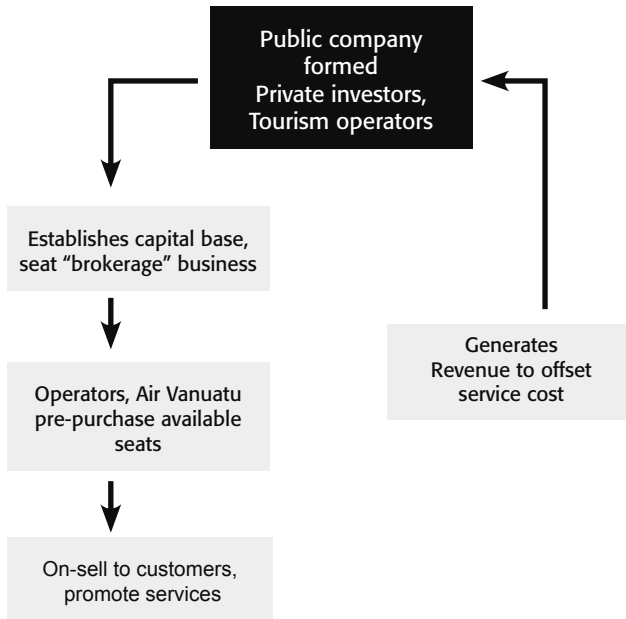 Public company
formed
Private investors,
Tourism operators
Establishes capital base,
seat “brokerage” business
Operators, Air Vanuatu
pre-purchase available
seats
On-sell to customers,
promote services
Generates
Revenue to offset
service cost